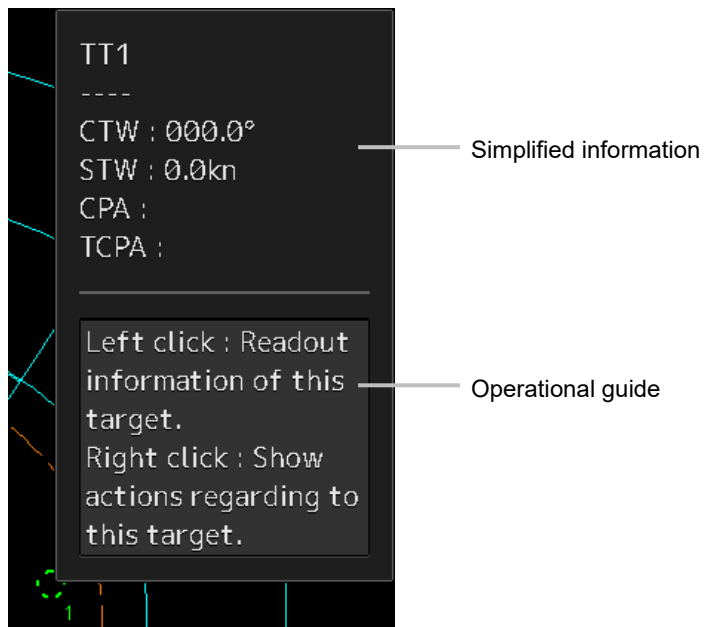 TT1
----
CTW : 000.0°
STW : 0.0kn
CPA :
TCPA :
Simplified information
Left click : Readout
information of this
target.
Right click : Show
actions regarding to
this target.
Operational guide
1